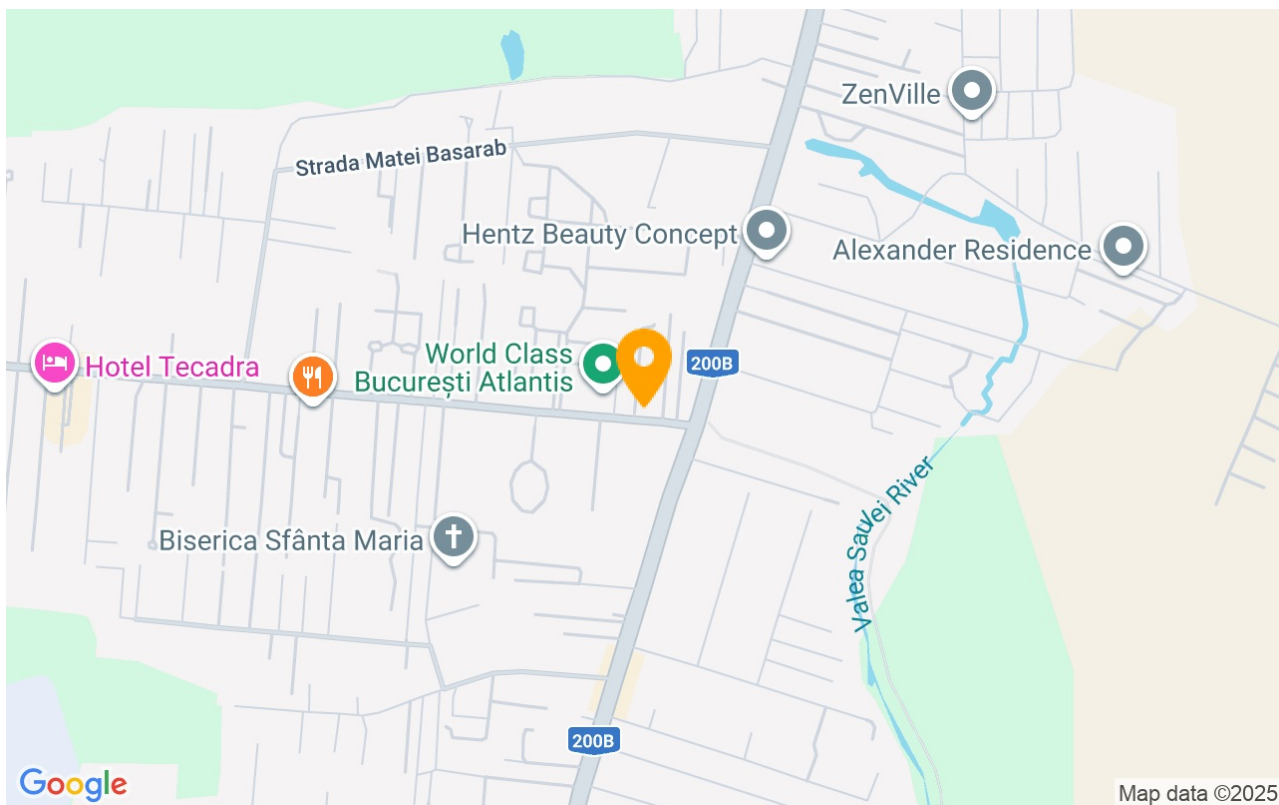 ZenVille
Strada Matei Basarab
Hentz Beauty Concept
Alexander Residence
World Class
București Atlantis
200B
Hotel Tecadra
Biserica Sfânta Maria
Valea Saulei River
200B
Google
Map data ©2025